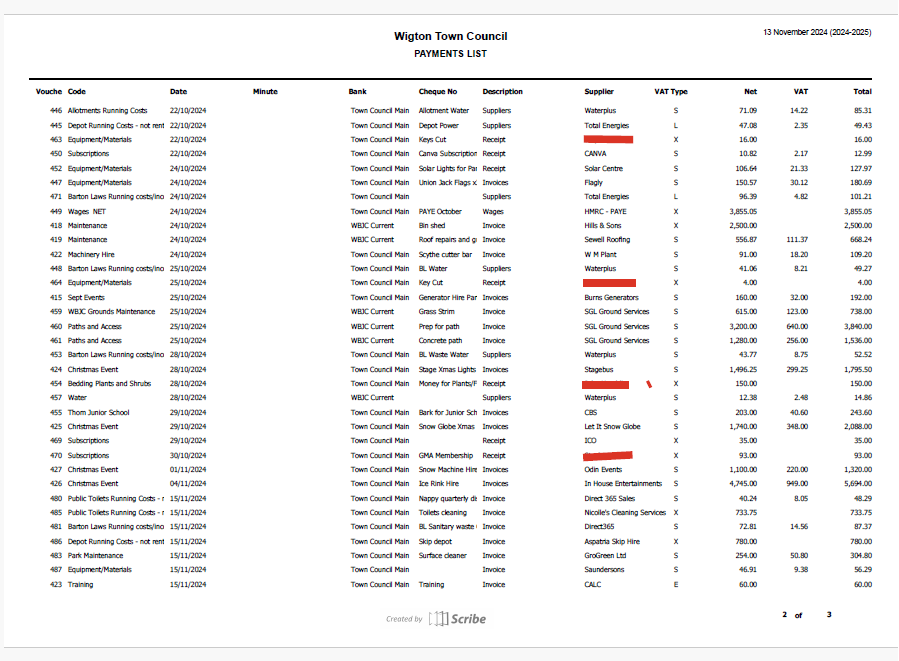 13 November 2024 (2024-2025)
Wigton Town Council
PAYMENTS LIST
Vouche Code Date Minute Bank Cheque No Description Supplier VAT Type Net VAT Total
446 Allotments Running Costs 22/10/2024 Town Council Main Allotment Water Suppliers Waterplus S 71.09 14.22 85.31
445 Depot Running Costs - not rent 22/10/2024 Town Council Main Depot Power Suppliers Total Energies L 47.08 2.35 49.43
463 Equipment/Materials 22/10/2024 Town Council Main Keys Cut Receipt X 16.00 16.00
450 Subscriptions 22/10/2024 Town Council Main Canva Subscription Receipt CANVA S 10.82 2.17 12.99
452 Equipment/Materials 24/10/2024 Town Council Main Solar Lights for Par Receipt Solar Centre S 106.64 21.33 127.97
447 Equipment/Materials 24/10/2024 Town Council Main Union Jack Flags x Invoices Flagly S 150.57 30.12 180.69
471 Barton Laws Running costs/inco 24/10/2024 Town Council Main Suppliers Total Energies L 96.39 4.82 101.21
449 Wages NET 24/10/2024 Town Council Main PAYE October Wages HMRC - PAYE X 3,855.05 3,855.05
418 Maintenance 24/10/2024 WBJC Current Bin shed Invoice Hills & Sons X 2,500.00 2,500.00
419 Maintenance 24/10/2024 WBJC Current Roof repairs and g Invoice Sewell Roofing S 556.87 111.37 668.24
422 Machinery Hire 24/10/2024 Town Council Main Scythe cutter bar Invoice W M Plant S 91.00 18.20 109.20
448 Barton Laws Running costs/inco 25/10/2024 Town Council Main BL Water Suppliers Waterplus S 41.06 8.21 49.27
464 Equipment/Materials 25/10/2024 Town Council Main Key Cut Receipt X 4.00 4.00
415 Sept Events 25/10/2024 Town Council Main Generator Hire Par Invoices Burns Generators S 160.00 32.00 192.00
459 WBJC Grounds Maintenance 25/10/2024 WBJC Current Grass Strim Invoice SGL Ground Services S 615.00 123.00 738.00
460 Paths and Access 25/10/2024 WBJC Current Prep for path Invoice SGL Ground Services S 3,200.00 640.00 3,840.00
461 Paths and Access 25/10/2024 WBJC Current Concrete path Invoice SGL Ground Services S 1,280.00 256.00 1,536.00
453 Barton Laws Running costs/inco 28/10/2024 Town Council Main BL Waste Water Suppliers Waterplus S 43.77 8.75 52.52
424 Christmas Event 28/10/2024 Town Council Main Stage Xmas Lights Invoices Stagebus S 1,496.25 299.25 1,795.50
454 Bedding Plants and Shrubs 28/10/2024 Town Council Main Money for Plants/F Receipt X 150.00 150.00
457 Water 28/10/2024 WBJC Current Suppliers Waterplus S 12.38 2.48 14.86
455 Thom Junior School 29/10/2024 Town Council Main Bark for Junior Sch Invoices CBS S 203.00 40.60 243.60
425 Christmas Event 29/10/2024 Town Council Main Snow Globe Xmas Invoices Let It Snow Globe S 1,740.00 348.00 2,088.00
469 Subscriptions 29/10/2024 Town Council Main Receipt ICO X 35.00 35.00
470 Subscriptions 30/10/2024 Town Council Main GMA Membership Receipt X 93.00 93.00
427 Christmas Event 01/11/2024 Town Council Main Snow Machine Hire Invoices Odin Events S 1,100.00 220.00 1,320.00
426 Christmas Event 04/11/2024 Town Council Main Ice Rink Hire Invoices In House Entertainments S 4,745.00 949.00 5,694.00
480 Public Toilets Running Costs - r 15/11/2024 Town Council Main Nappy quarterly di Invoice Direct 365 Sales S 40.24 8.05 48.29
485 Public Toilets Running Costs - r 15/11/2024 Town Council Main Toilets cleaning Invoice Nicolle's Cleaning Services X 733.75 733.75
481 Barton Laws Running costs/inco 15/11/2024 Town Council Main BL Sanitary waste Invoice Direct365 S 72.81 14.56 87.37
486 Depot Running Costs - not rent 15/11/2024 Town Council Main Skip depot Invoice Aspatria Skip Hire X 780.00 780.00
483 Park Maintenance 15/11/2024 Town Council Main Surface cleaner Invoice GroGreen Ltd S 254.00 50.80 304.80
487 Equipment/Materials 15/11/2024 Town Council Main Invoice Saundersons S 46.91 9.38 56.29
423 Training 15/11/2024 Town Council Main Training Invoice CALC E 60.00 60.00
Created by Scribe
2 of 3